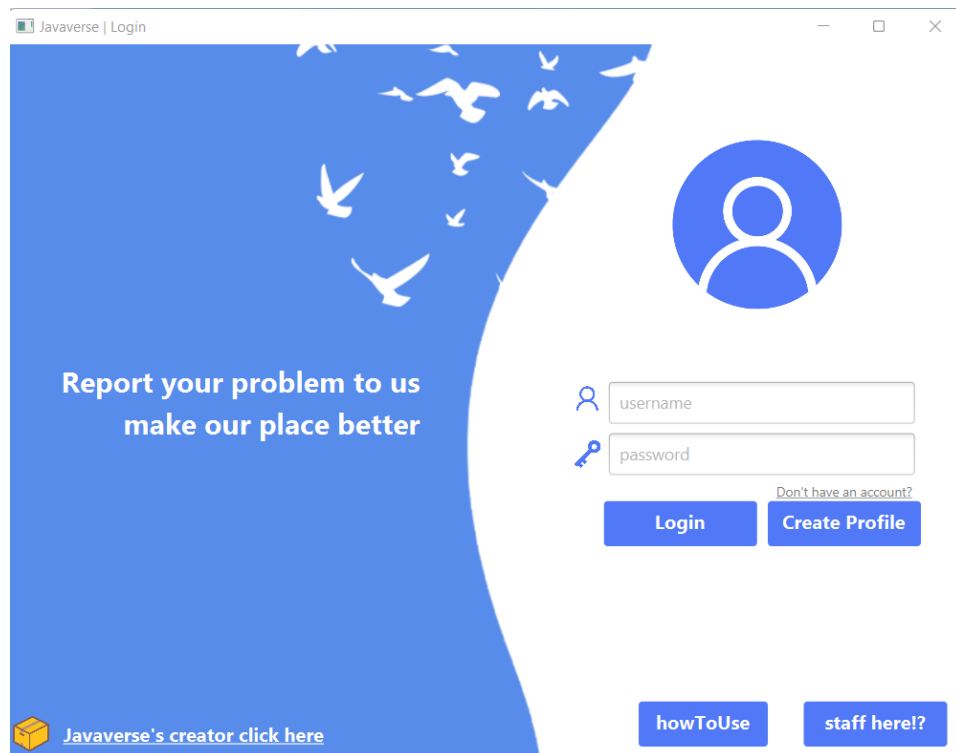 Javaverse | Login
Report your problem to us
make our place better
username
password
Don't have an account?
Login
Create Profile
Javaverse's creator click here
howToUse
staff here!?